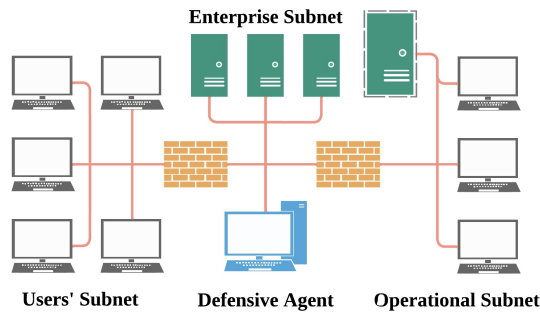 Enterprise Subnet
Users' Subnet
Defensive Agent
Operational Subnet